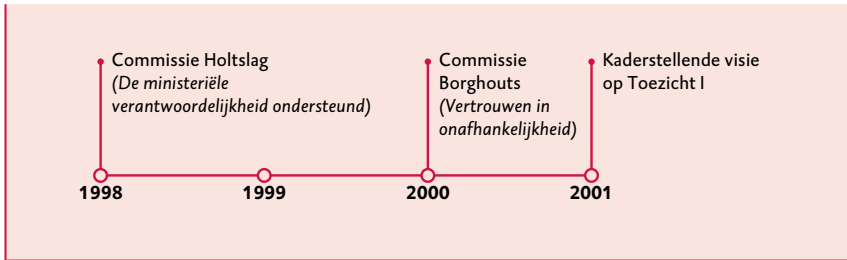 Commissie Holtslag
(De ministeriële
verantwoordelijkheid ondersteund)
Commissie
Borghouts
(Vertrouwen in
onafhankelijkheid)
Kaderstellende visie
op Toezicht I
1998
1999
2000
2001